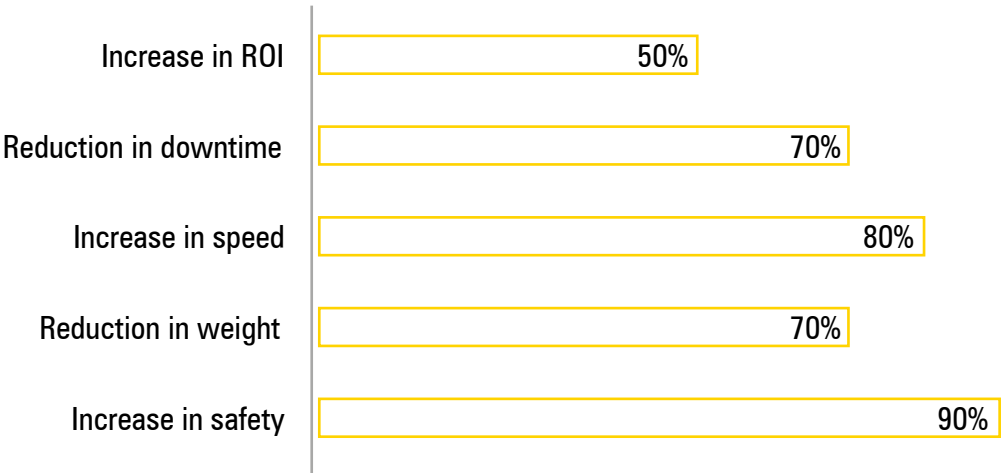 Increase in ROI 50%
Reduction in downtime 70%
Increase in speed 80%
Reduction in weight 70%
Increase in safety 90%